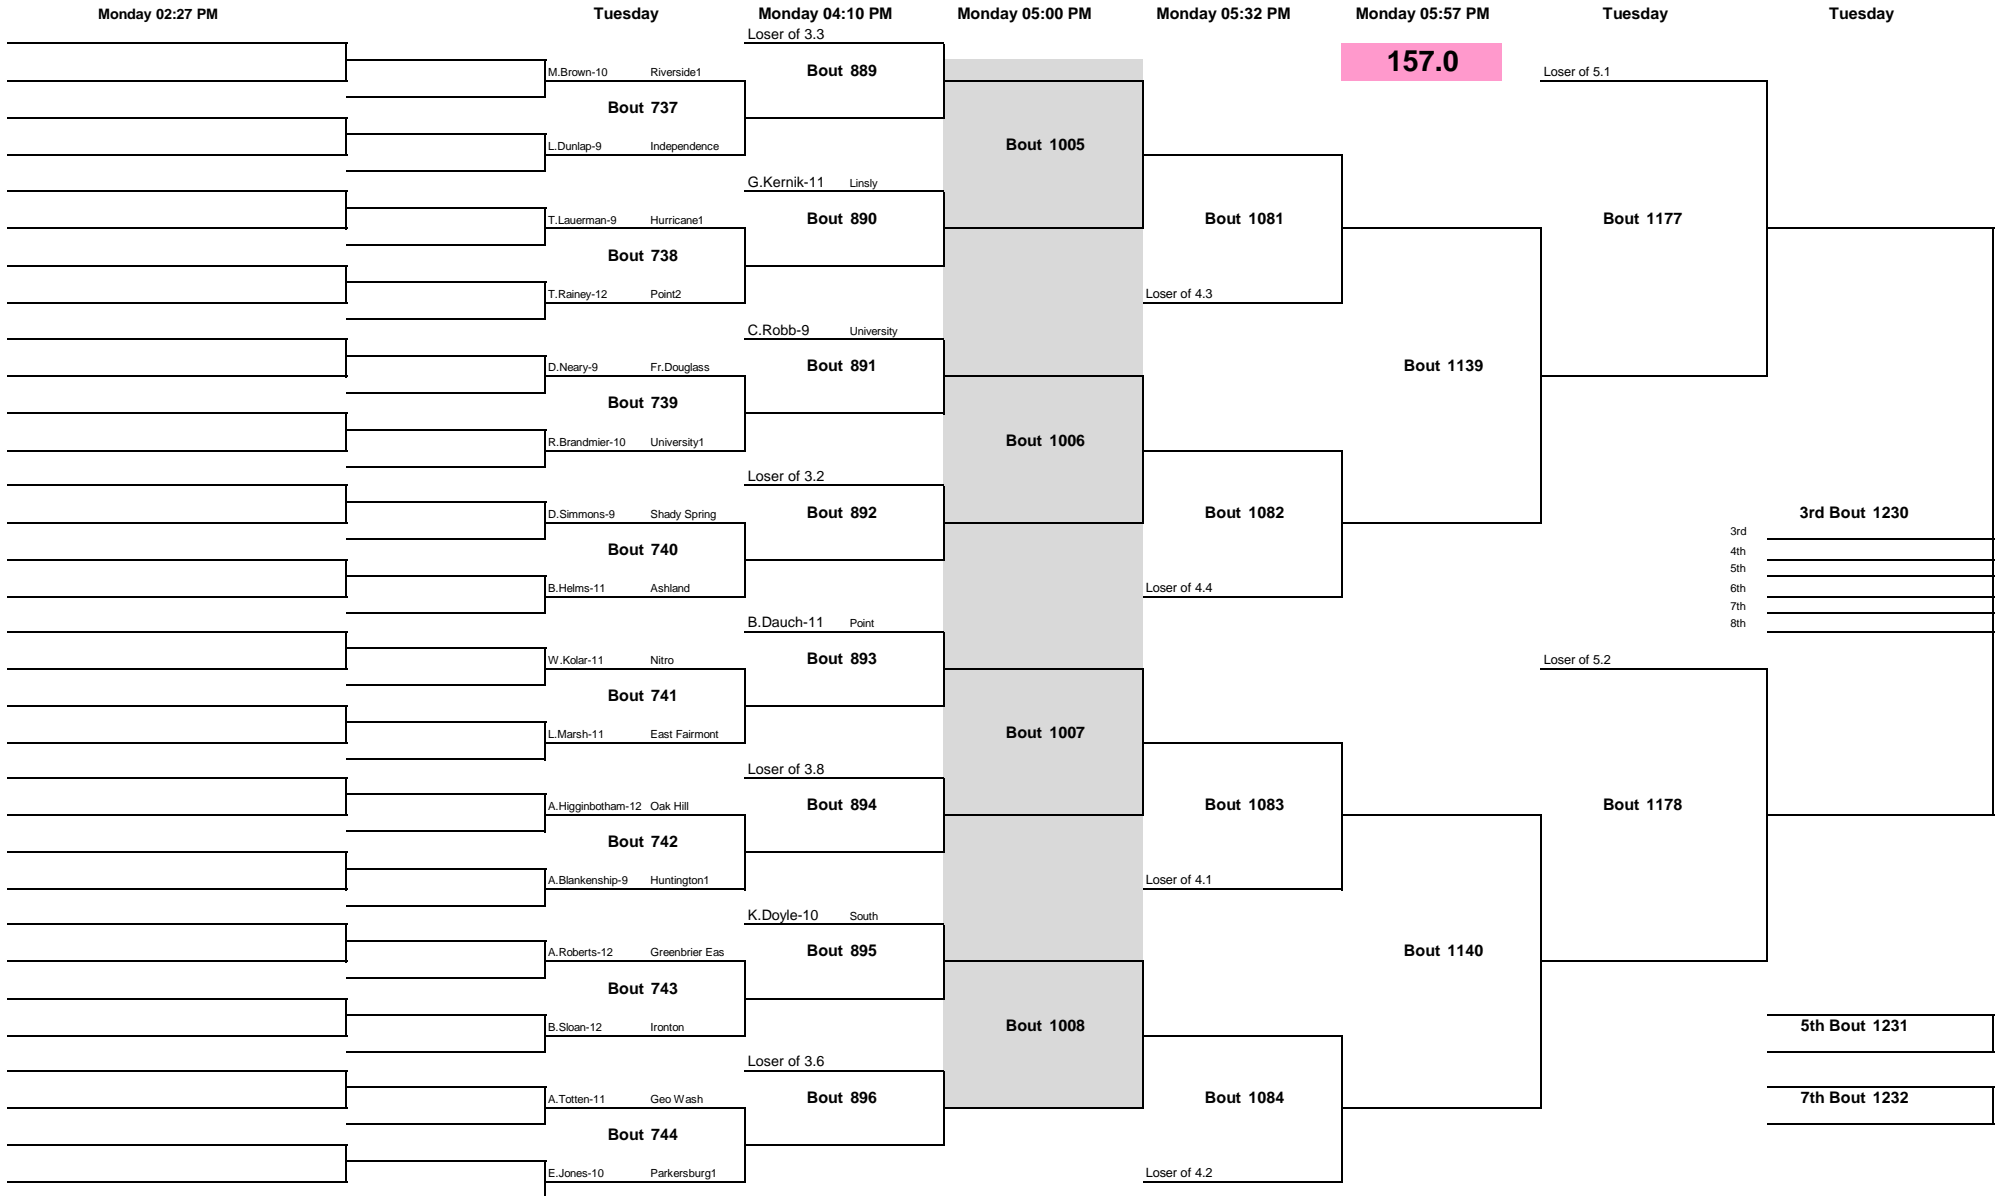 Monday 02:27 PM Tuesday Monday 04:10 PM Monday 05:00 PM Monday 05:32 PM Monday 05:57 PM Tuesday Tuesday
Loser of 3.3
157.0
M.Brown-10 Riverside1 Bout 889 Loser of 5.1
Bout 737
L.Dunlap-9 Independence Bout 1005
G.Kernik-11 Linsly
T.Lauerman-9 Hurricane1 Bout 890 Bout 1081 Bout 1177
Bout 738
T.Rainey-12 Point2 Loser of 4.3
C.Robb-9 University
D.Neary-9 Fr.Douglass Bout 891 Bout 1139
Bout 739
R.Brandmier-10 University1 Bout 1006
Loser of 3.2
D.Simmons-9 Shady Spring Bout 892 Bout 1082 3rd Bout 1230
3rd
Bout 740 4th
5th
B.Helms-11 Ashland Loser of 4.4 6th
7th
B.Dauch-11 Point 8th
W.Kolar-11 Nitro Bout 893 Loser of 5.2
Bout 741
L.Marsh-11 East Fairmont Bout 1007
Loser of 3.8
A.Higginbotham-12 Oak Hill Bout 894 Bout 1083 Bout 1178
Bout 742
A.Blankenship-9 Huntington1 Loser of 4.1
K.Doyle-10 South
A.Roberts-12 Greenbrier Eas Bout 895 Bout 1140
Bout 743
B.Sloan-12 Ironton Bout 1008 5th Bout 1231
Loser of 3.6
A.Totten-11 Geo Wash Bout 896 Bout 1084 7th Bout 1232
Bout 744
E.Jones-10 Parkersburg1 Loser of 4.2